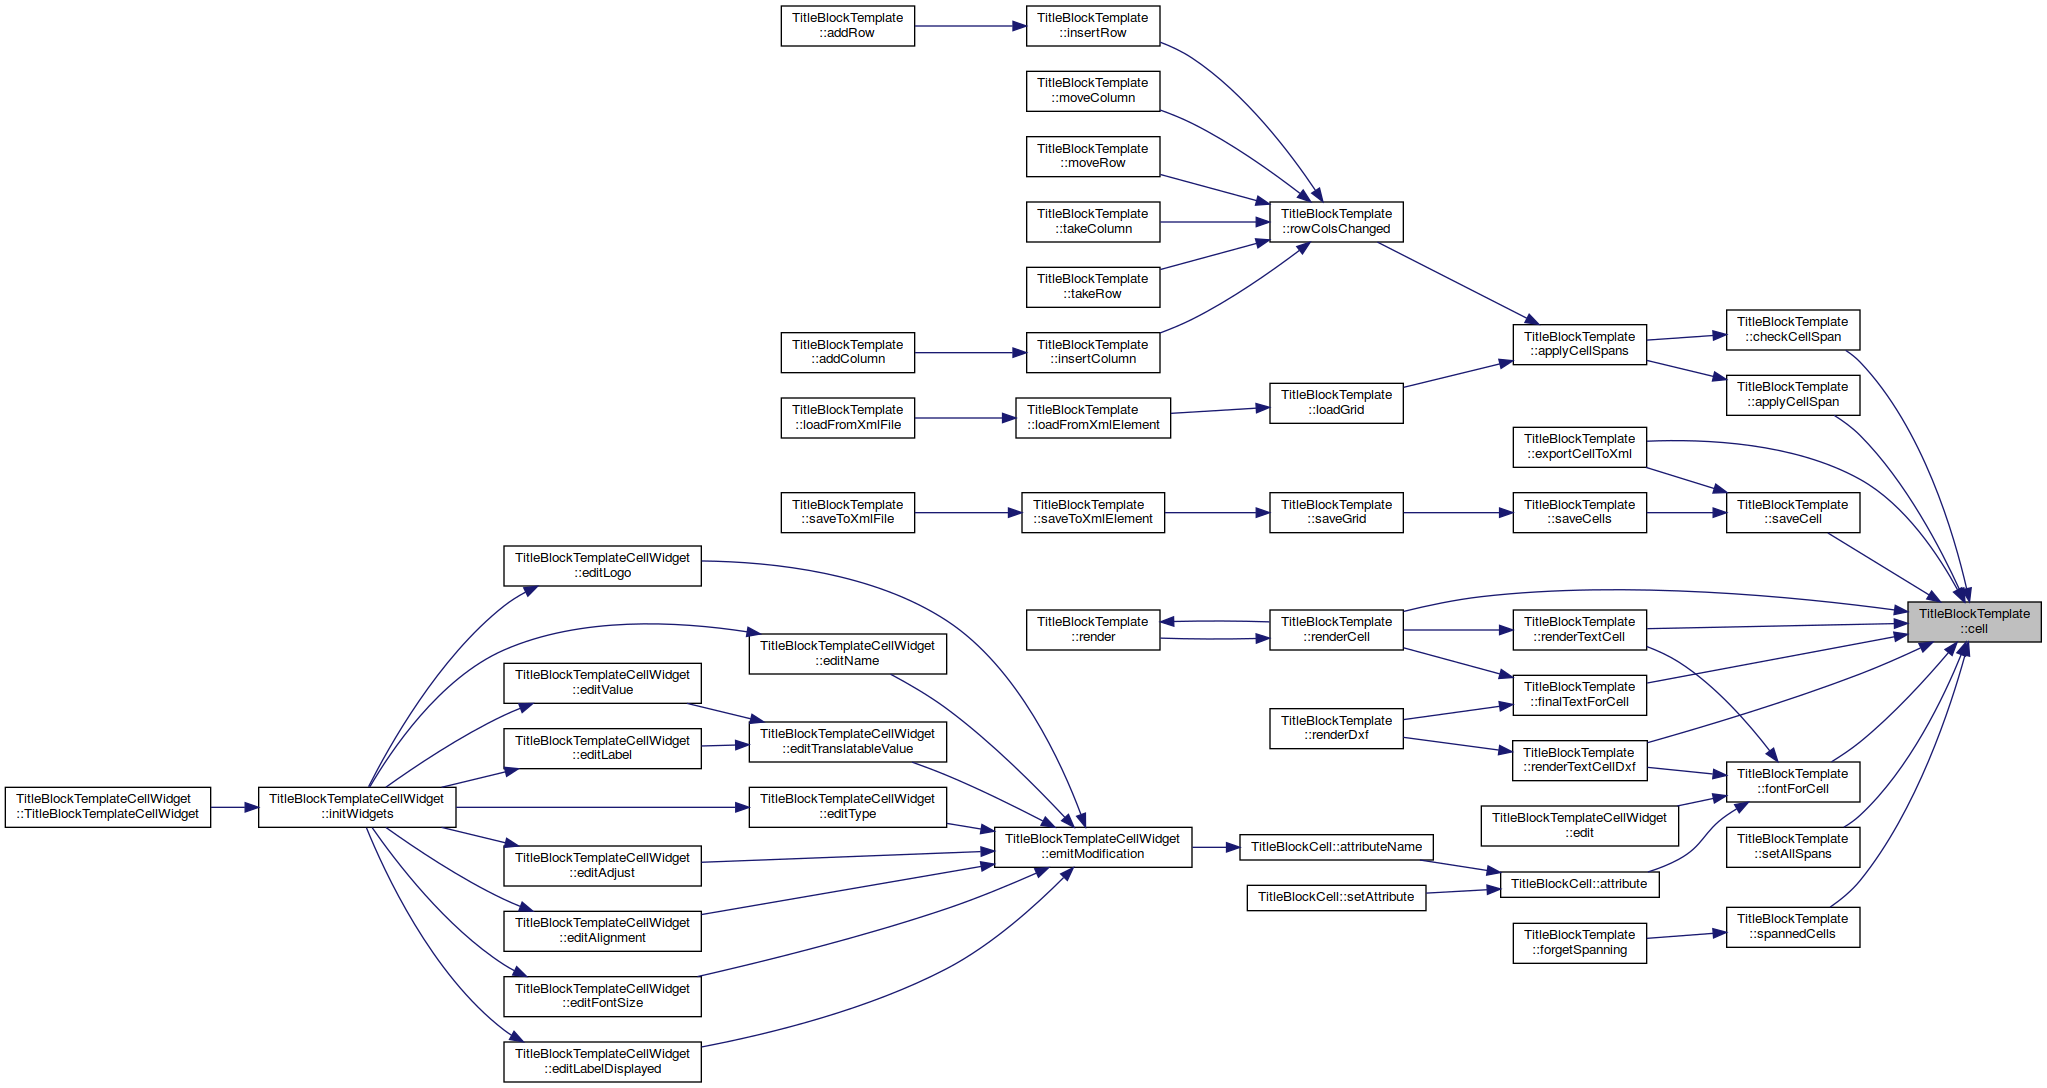 TitleBlockTemplate
::addRow
TitleBlockTemplate
::insertRow
TitleBlockTemplate
::moveColumn
TitleBlockTemplate
::moveRow
TitleBlockTemplate
::takeColumn
TitleBlockTemplate
::rowColsChanged
TitleBlockTemplate
::takeRow
TitleBlockTemplate
::addColumn
TitleBlockTemplate
::insertColumn
TitleBlockTemplate
::applyCellSpans
TitleBlockTemplate
::checkCellSpan
TitleBlockTemplate
::applyCellSpan
TitleBlockTemplate
::loadFromXmlFile
TitleBlockTemplate
::loadFromXmlElement
TitleBlockTemplate
::loadGrid
TitleBlockTemplate
::exportCellToXml
TitleBlockTemplate
::saveToXmlFile
TitleBlockTemplate
::saveToXmlElement
TitleBlockTemplate
::saveGrid
TitleBlockTemplate
::saveCells
TitleBlockTemplate
::saveCell
TitleBlockTemplateCellWidget
::editLogo
TitleBlockTemplate
::render
TitleBlockTemplate
::renderCell
TitleBlockTemplate
::renderTextCell
TitleBlockTemplate
::cell
TitleBlockTemplateCellWidget
::editName
TitleBlockTemplateCellWidget
::editValue
TitleBlockTemplate
::finalTextForCell
TitleBlockTemplate
::renderDxf
TitleBlockTemplateCellWidget
::editLabel
TitleBlockTemplateCellWidget
::editTranslatableValue
TitleBlockTemplate
::renderTextCellDxf
TitleBlockTemplate
::fontForCell
TitleBlockTemplateCellWidget
::TitleBlockTemplateCellWidget
TitleBlockTemplateCellWidget
::initWidgets
TitleBlockTemplateCellWidget
::editType
TitleBlockTemplateCellWidget
::edit
TitleBlockTemplateCellWidget
::emitModification
TitleBlockCell::attributeName
TitleBlockTemplate
::setAllSpans
TitleBlockTemplateCellWidget
::editAdjust
TitleBlockCell::attribute
TitleBlockCell::setAttribute
TitleBlockTemplateCellWidget
::editAlignment
TitleBlockTemplate
::forgetSpanning
TitleBlockTemplate
::spannedCells
TitleBlockTemplateCellWidget
::editFontSize
TitleBlockTemplateCellWidget
::editLabelDisplayed